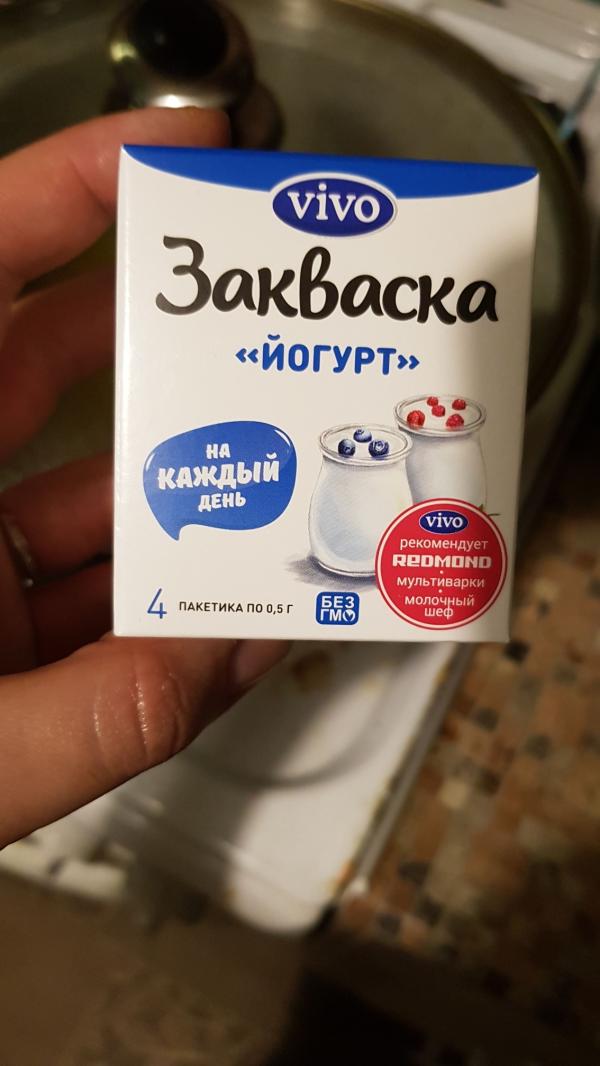 vivo
Закваска
«ЙОГУРТ»
НА
КАЖДЫЙ
ДЕНЬ
vivo
рекомендует
REDMOND
мультиварки
молочный
шеф
4 ПАКЕТИКА ПО 0,5 Г
БЕЗ
ГМО